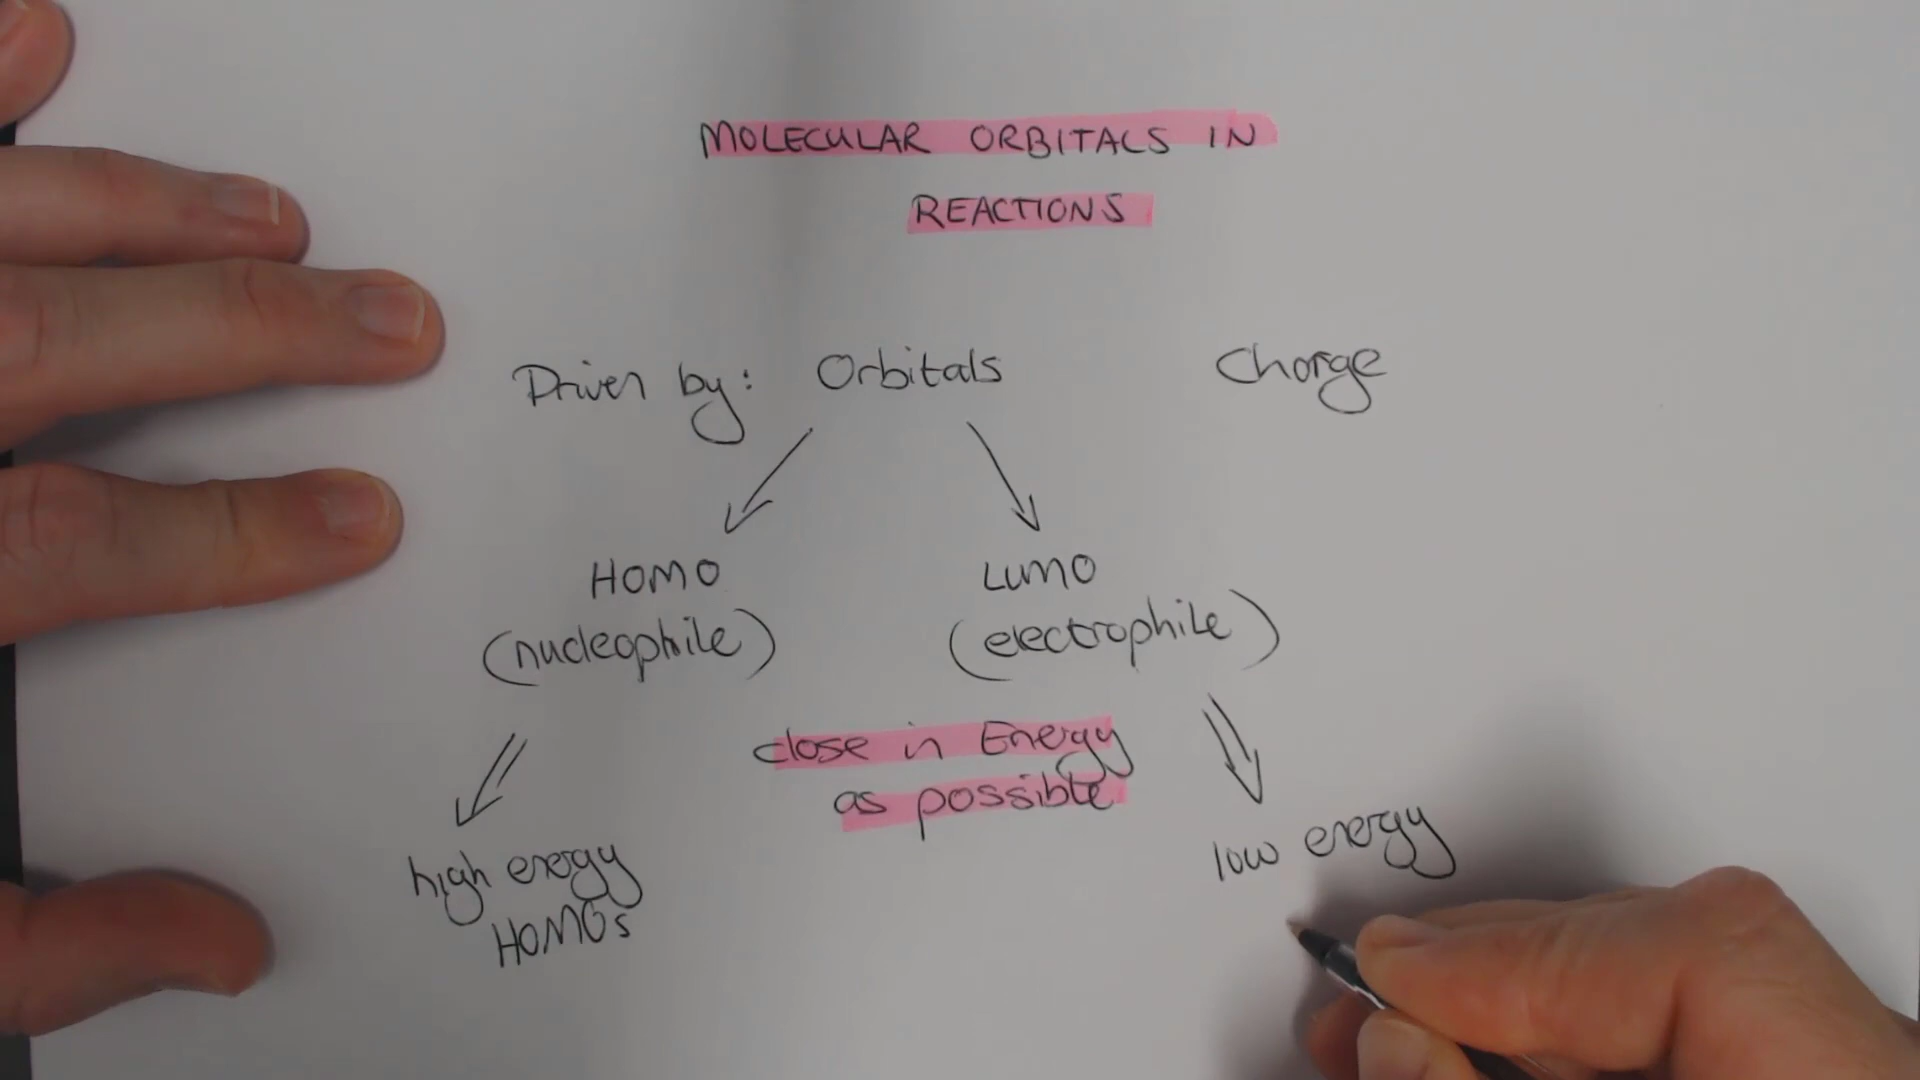 MOLECULAR ORBITALS IN
REACTIONS
Driven by: Orbitals Charge
HOMO LUMO
(nucleophile) (electrophile)
close in Energy
as possible
high energy low energy
HOMOs